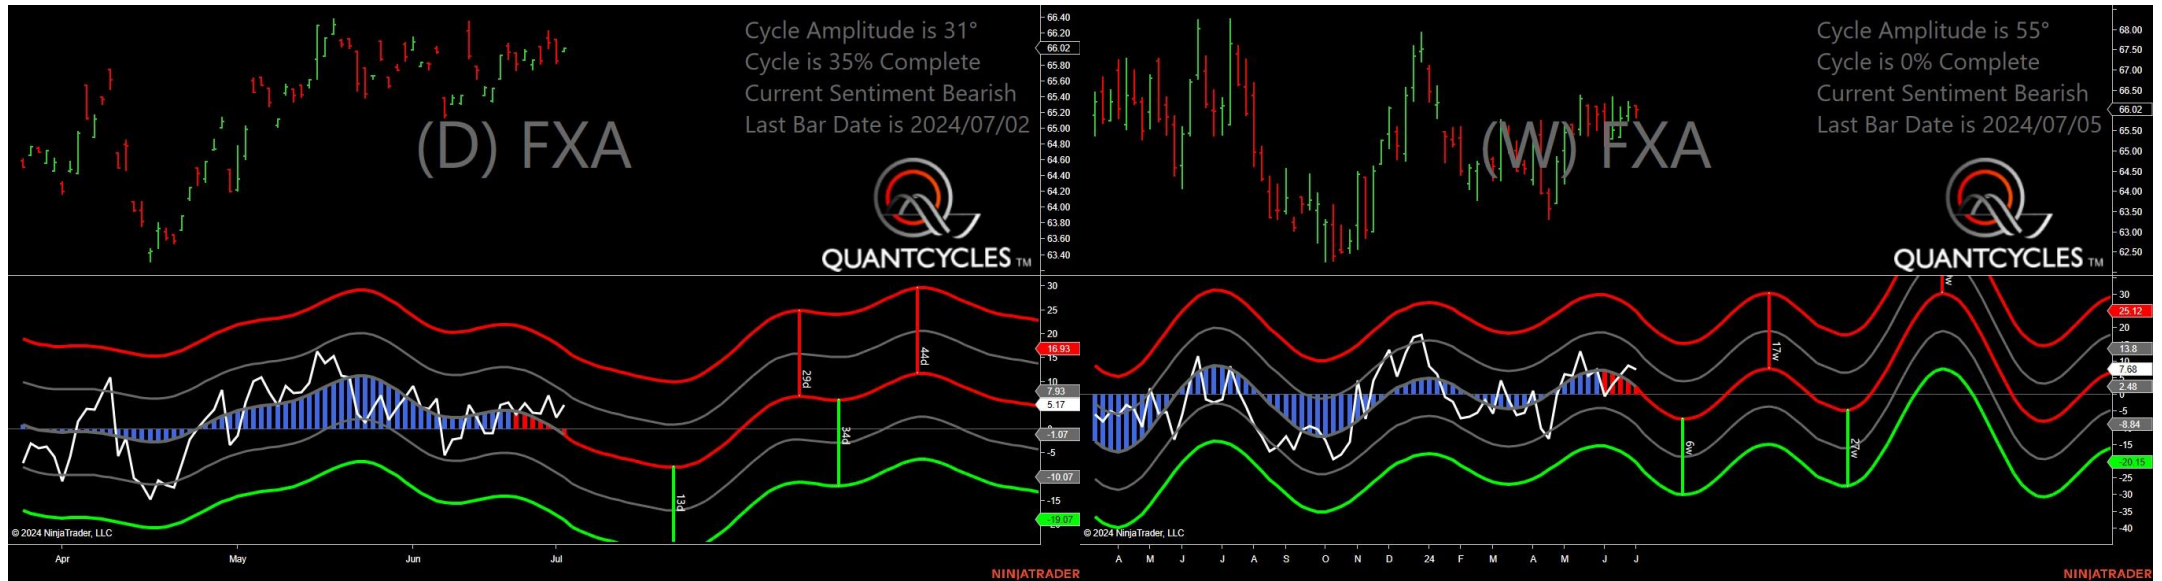 Cycle Amplitude is 31°
Cycle is 35% Complete
Current Sentiment Bearish
Last Bar Date is 2024/07/02
(D) FXA
QUANTCYCLES TM
66.40
66.20
66.02
65.80
65.60
65.40
65.20
65.00
64.80
64.60
64.40
64.20
64.00
63.80
63.60
63.40
30
25
20
16.93
15
10
7.93
5.17
-1.07
-5
-10.07
-15
-19.07
13d
29d
34d
44d
© 2024 NinjaTrader, LLC
Apr May Jun Jul
NINJATRADER
Cycle Amplitude is 55°
Cycle is 0% Complete
Current Sentiment Bearish
Last Bar Date is 2024/07/05
(W) FXA
QUANTCYCLES TM
68.00
67.50
67.00
66.50
66.02
65.50
65.00
64.50
64.00
63.50
63.00
62.50
30
25.12
20
13.8
10
7.68
2.48
-5
-8.84
-15
-20.15
-25
-30
-35
-40
6w
17w
27w
w
© 2024 NinjaTrader, LLC
A M J J A S O N D 24 F M A M J J
NINJATRADER